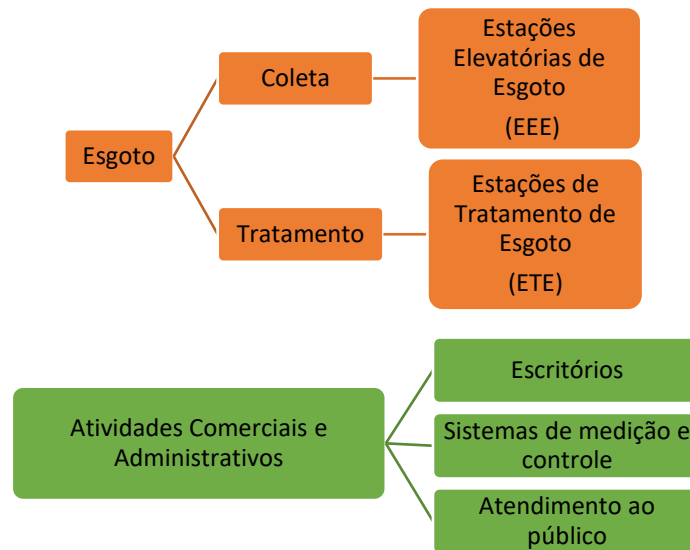 Estações
Elevatórias de
Esgoto
(EEE)
Coleta
Esgoto
Estações de
Tratamento de
Esgoto
(ETE)
Tratamento
Escritórios
Atividades Comerciais e
Administrativos
Sistemas de medição e
controle
Atendimento ao
público